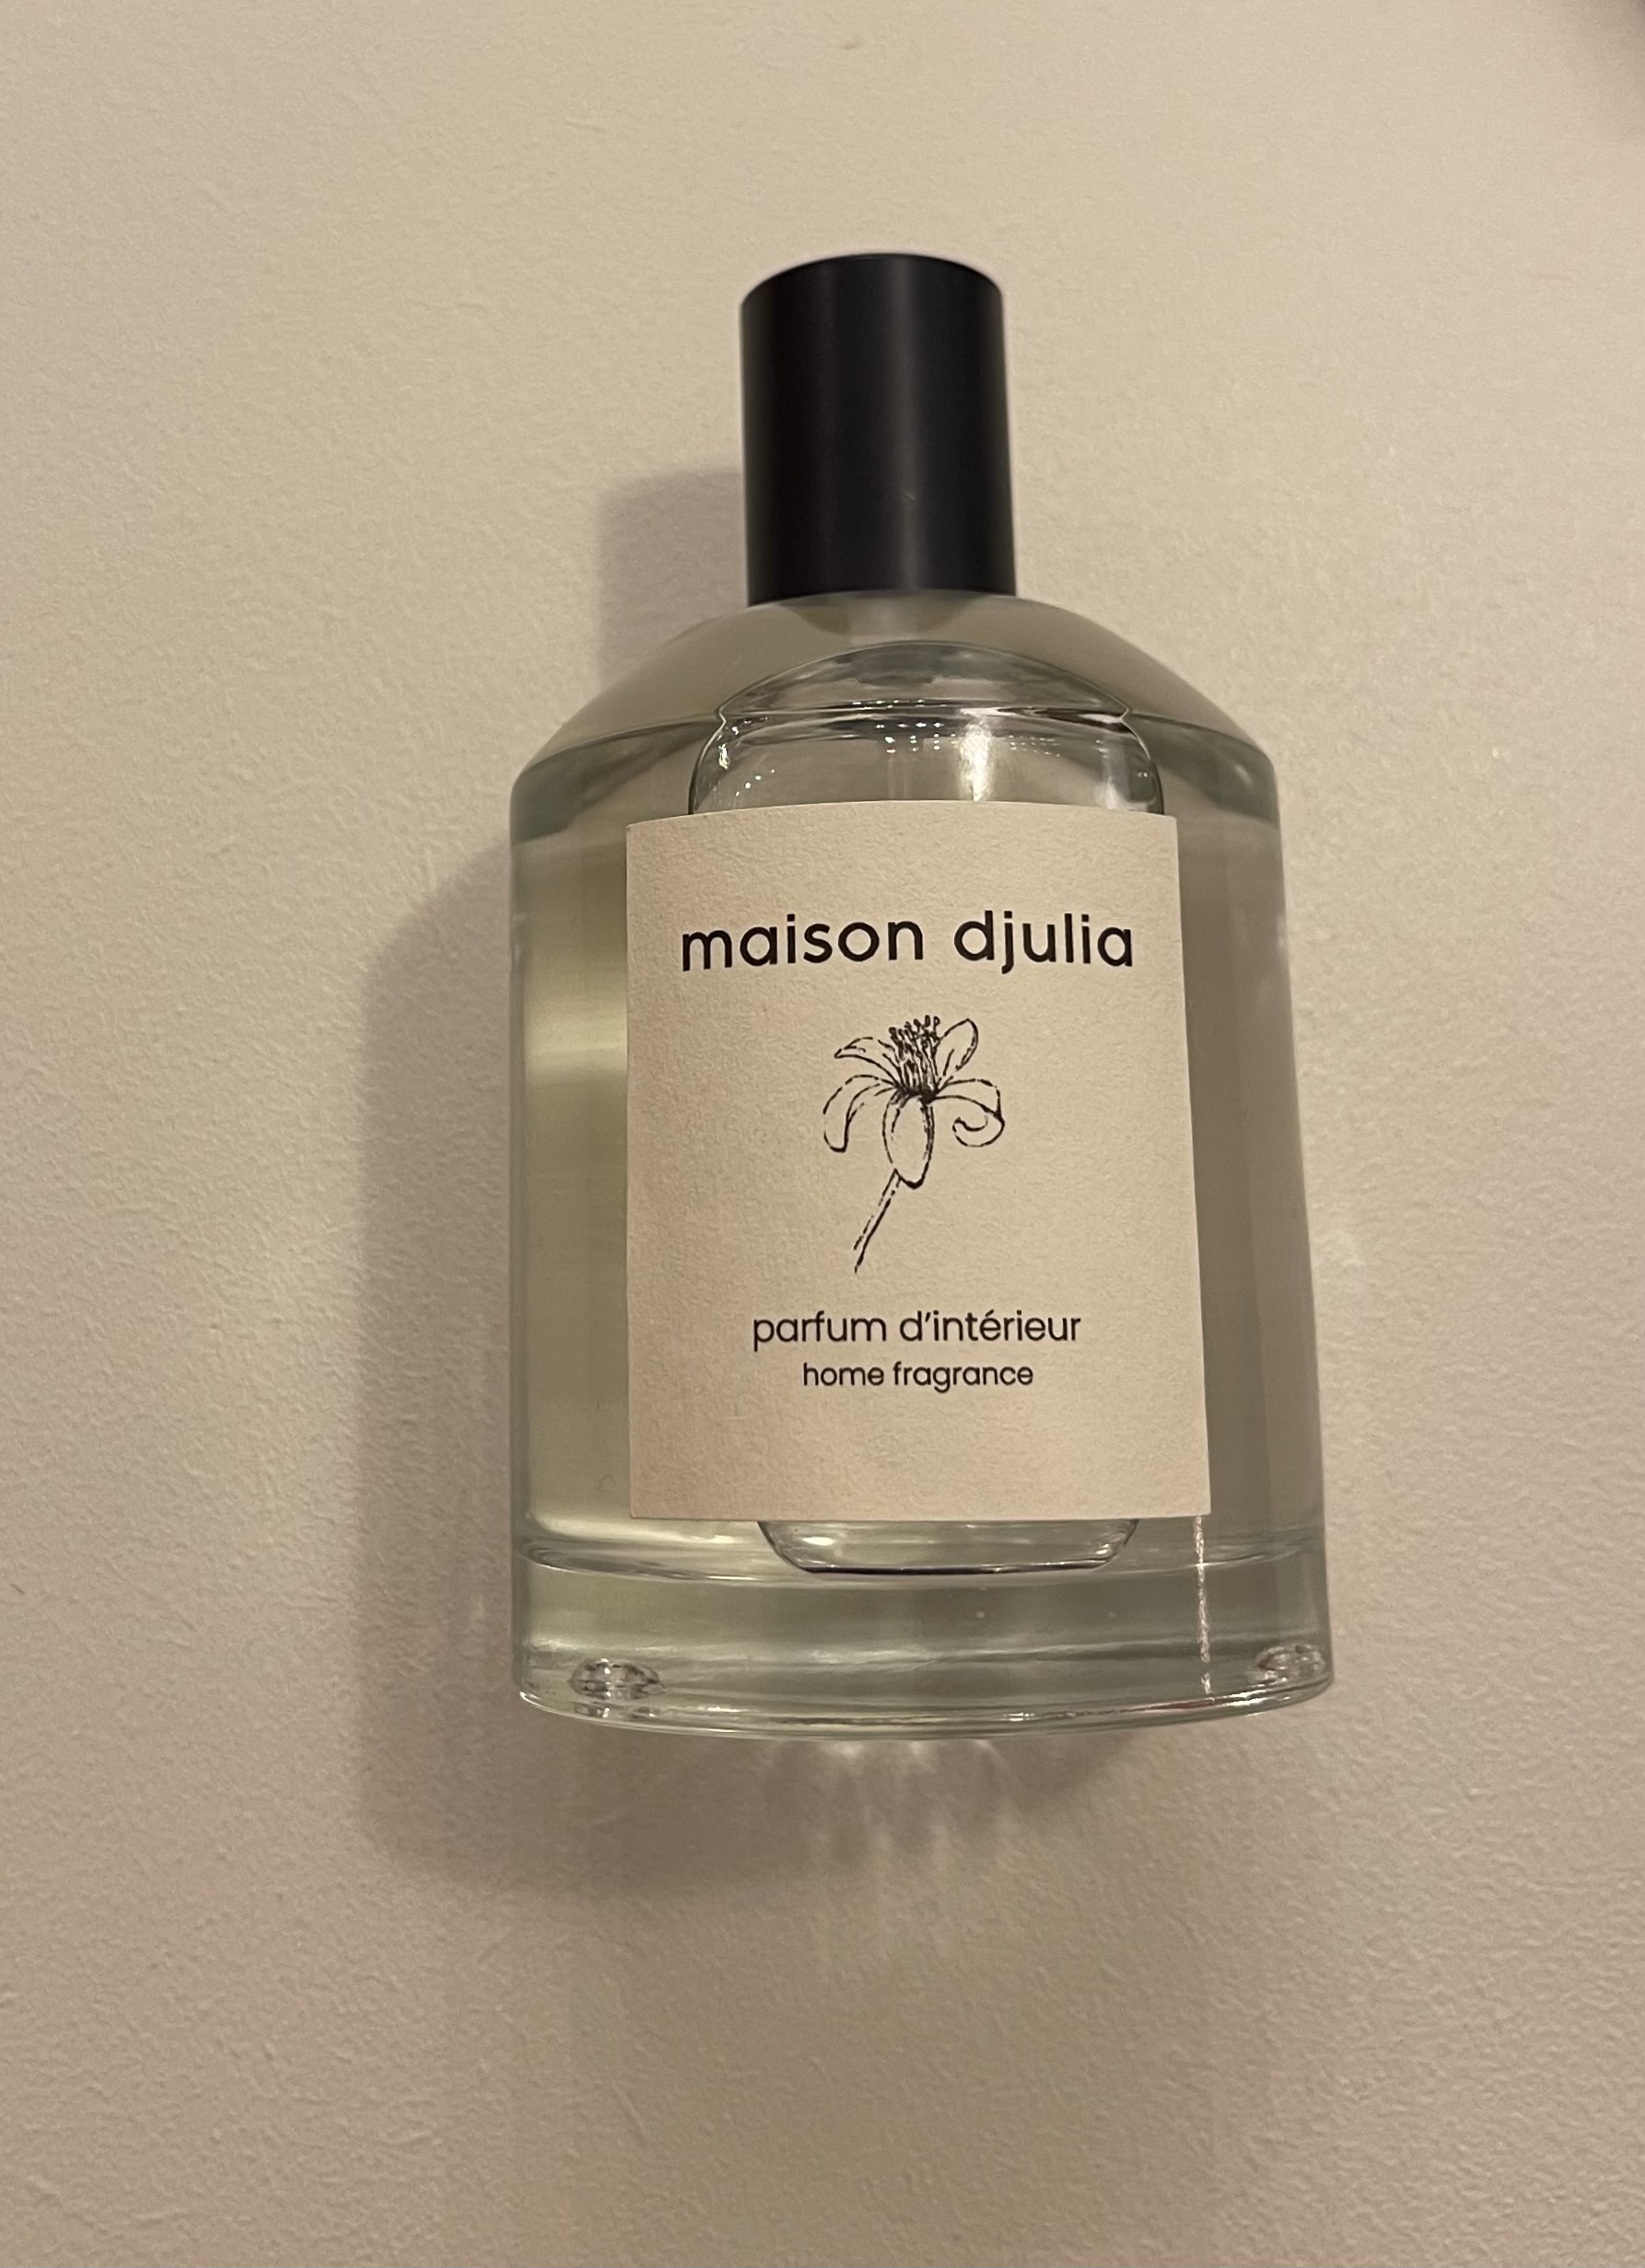 maison djulia
parfum d'intérieur
home fragrance